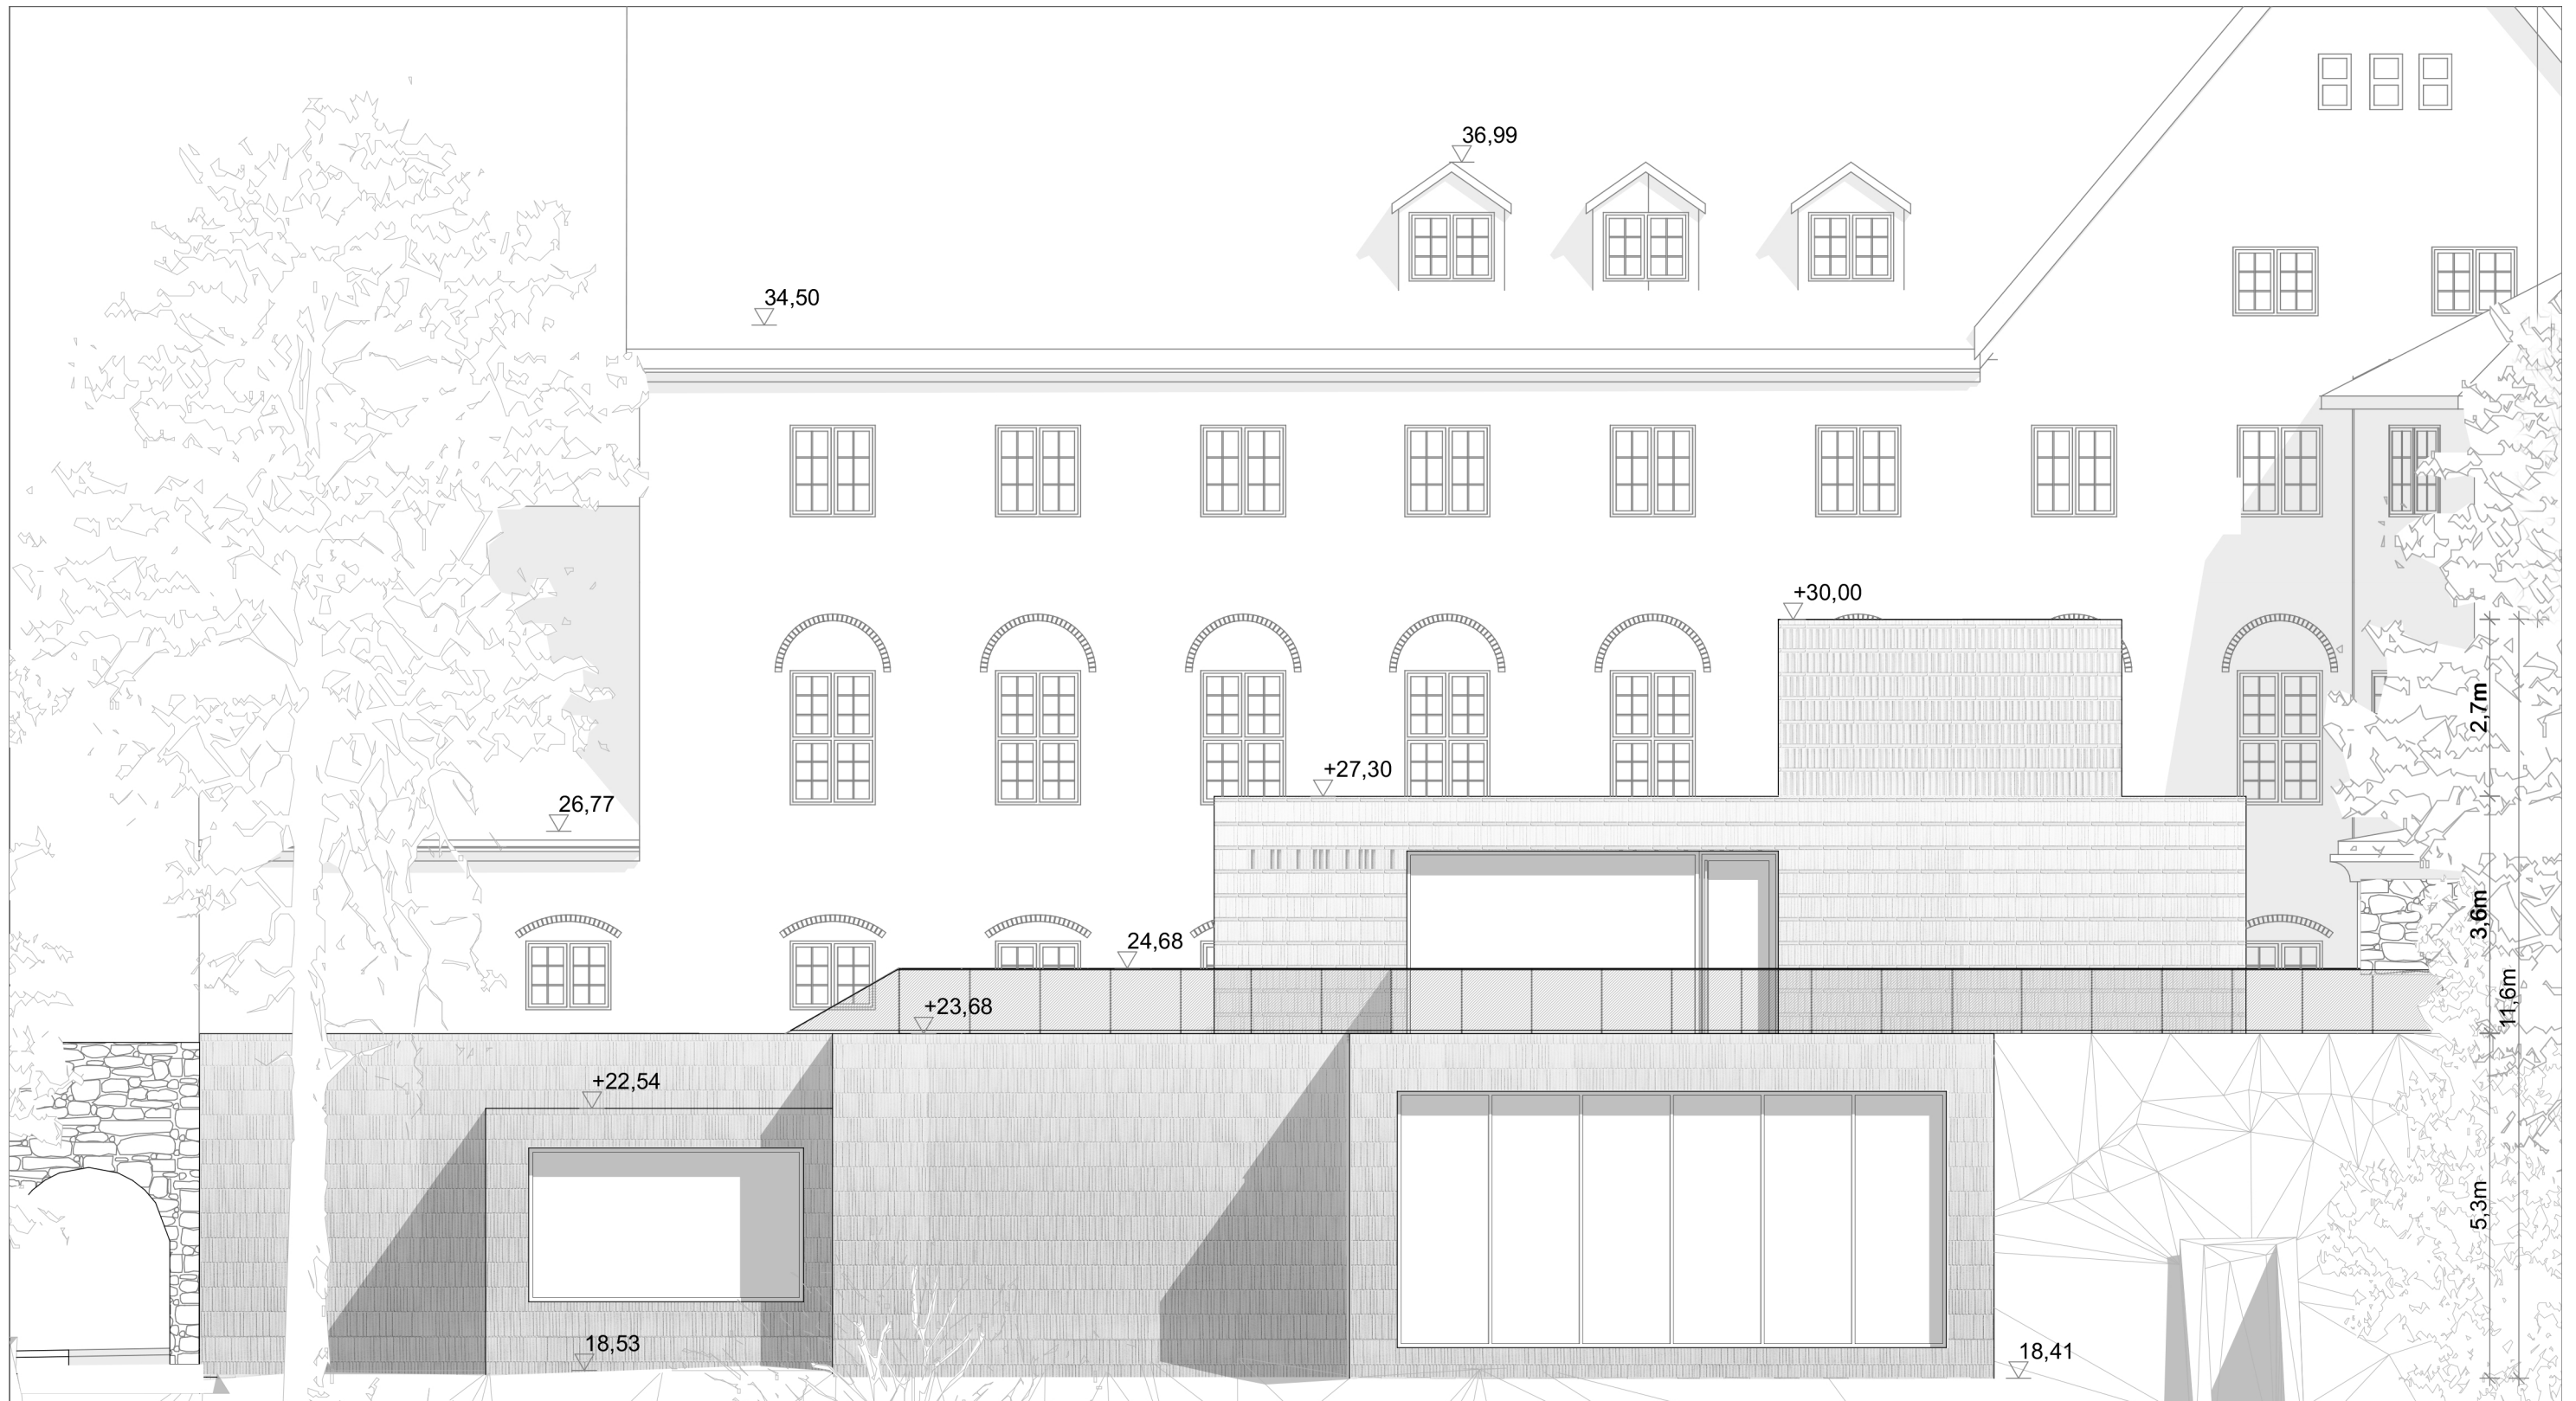 36,99
34,50
+30,00
2,7m
+27,30
26,77
3,6m
24,68
+23,68
11,6m
+22,54
5,3m
18,53
18,41